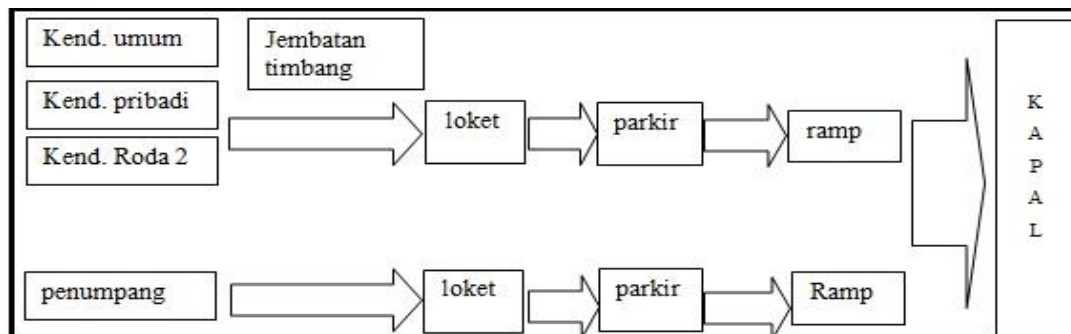 Kend. umum
Jembatan
timbang
Kend. pribadi
Kend. Roda 2
loket
parkir
ramp
penumpang
loket
parkir
Ramp
K
A
P
A
L